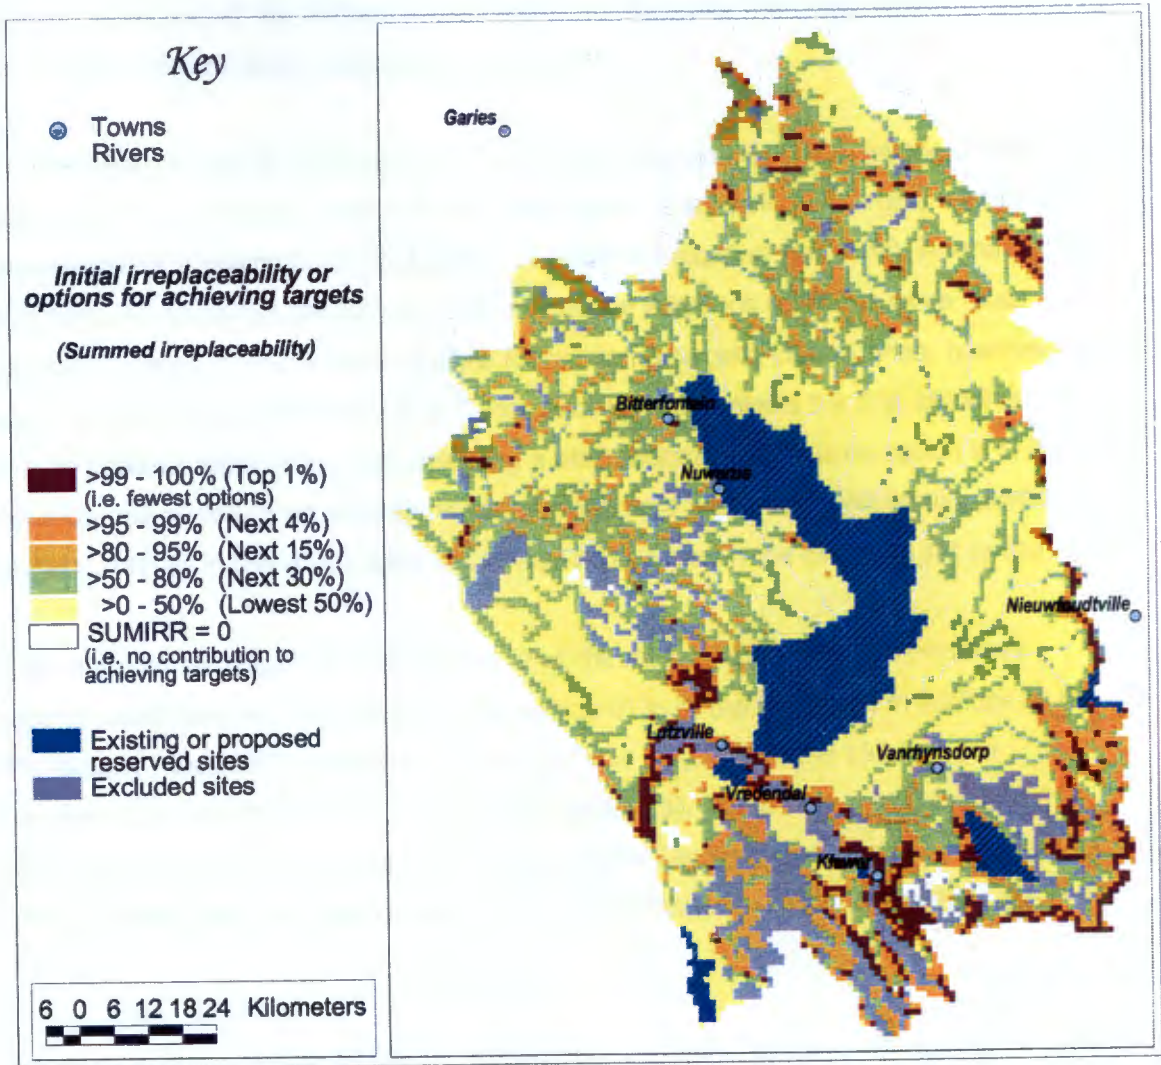 Key
Towns
Rivers
Initial irreplaceability or
options for achieving targets
(Summed irreplaceability)
>99 - 100% (Top 1%)
(i.e. fewest options)
>95 - 99% (Next 4%)
>80 - 95% (Next 15%)
>50 - 80% (Next 30%)
>0 - 50% (Lowest 50%)
SUMIRR = 0
(i.e. no contribution to
achieving targets)
Existing or proposed
reserved sites
Excluded sites
6 0 6 12 18 24 Kilometers
Garies
Bitterfontein
Nieuwoudtville
Lutzville
Vanrhynsdorp
Vredendal